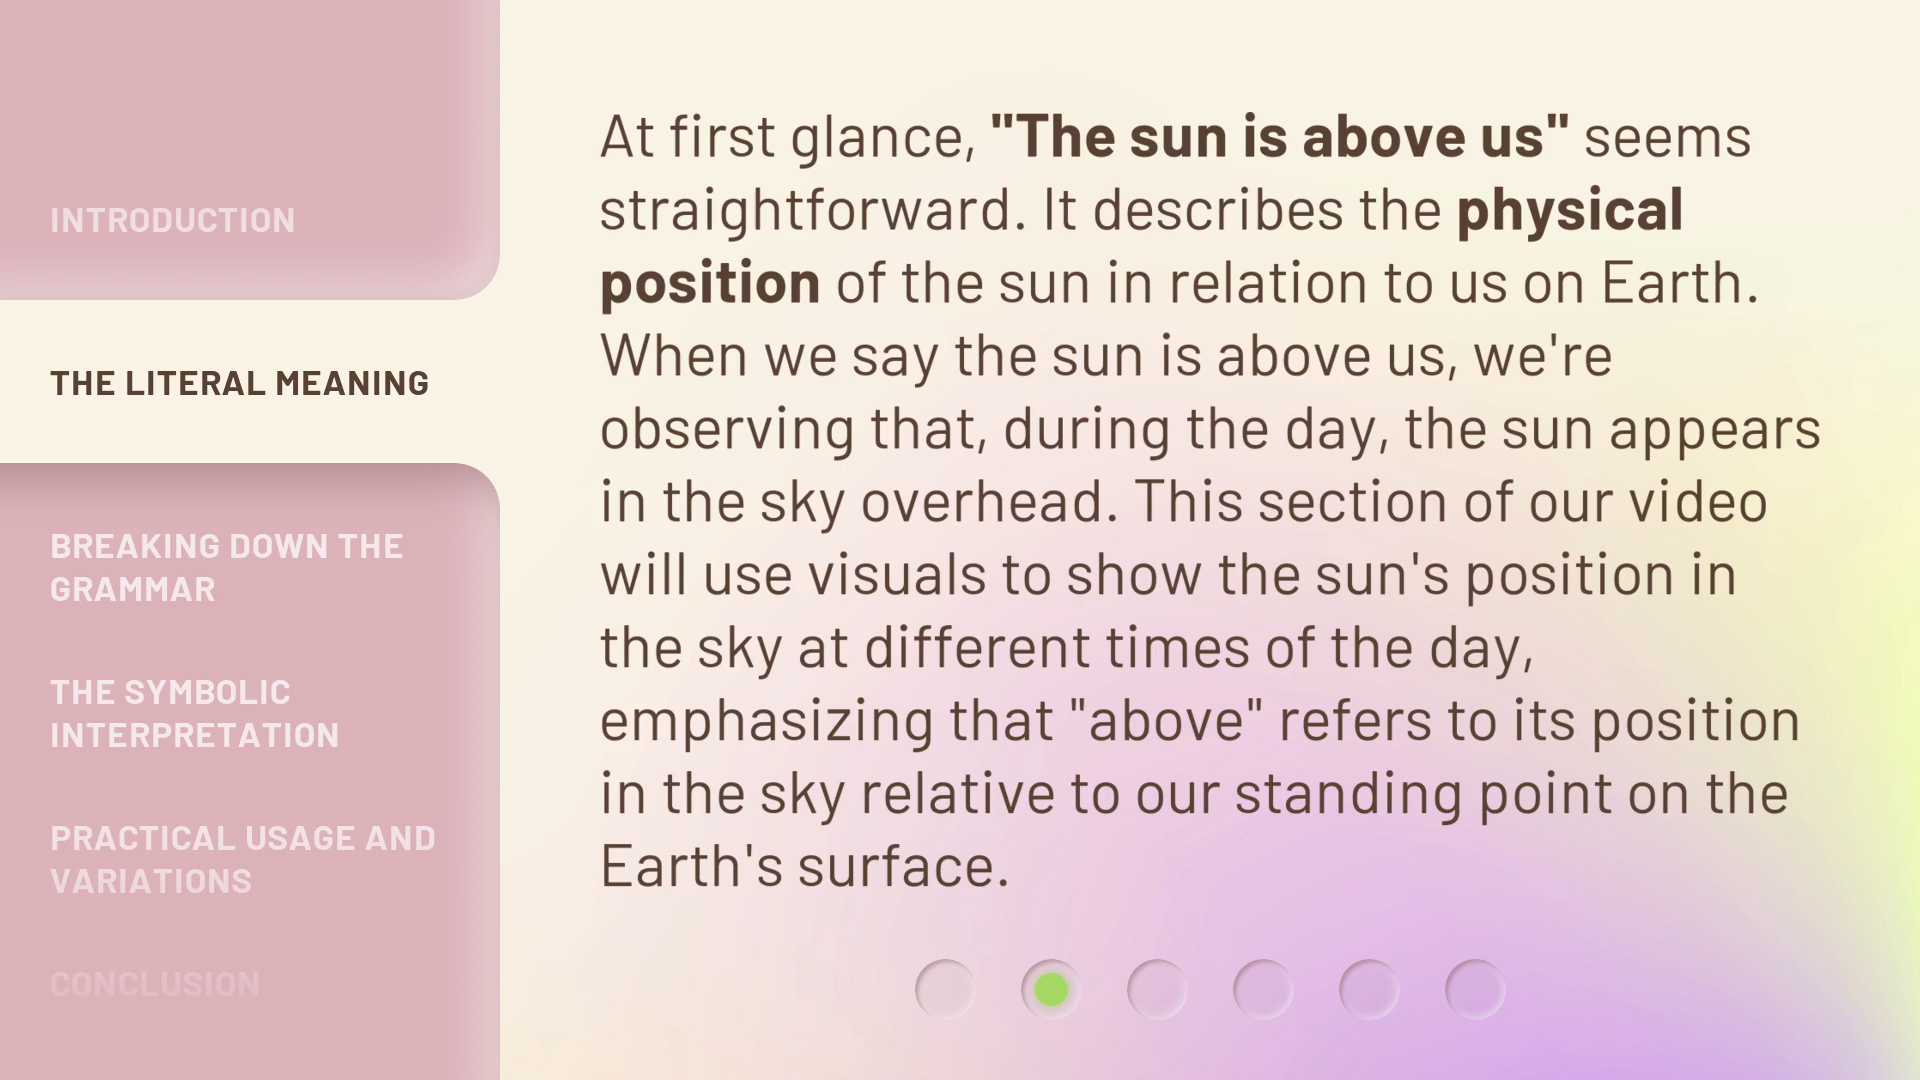 INTRODUCTION
THE LITERAL MEANING
BREAKING DOWN THE
GRAMMAR
THE SYMBOLIC
INTERPRETATION
PRACTICAL USAGE AND
VARIATIONS
CONCLUSION
At first glance, "The sun is above us" seems
straightforward. It describes the physical
position of the sun in relation to us on Earth.
When we say the sun is above us, we're
observing that, during the day, the sun appears
in the sky overhead. This section of our video
will use visuals to show the sun's position in
the sky at different times of the day,
emphasizing that "above" refers to its position
in the sky relative to our standing point on the
Earth's surface.